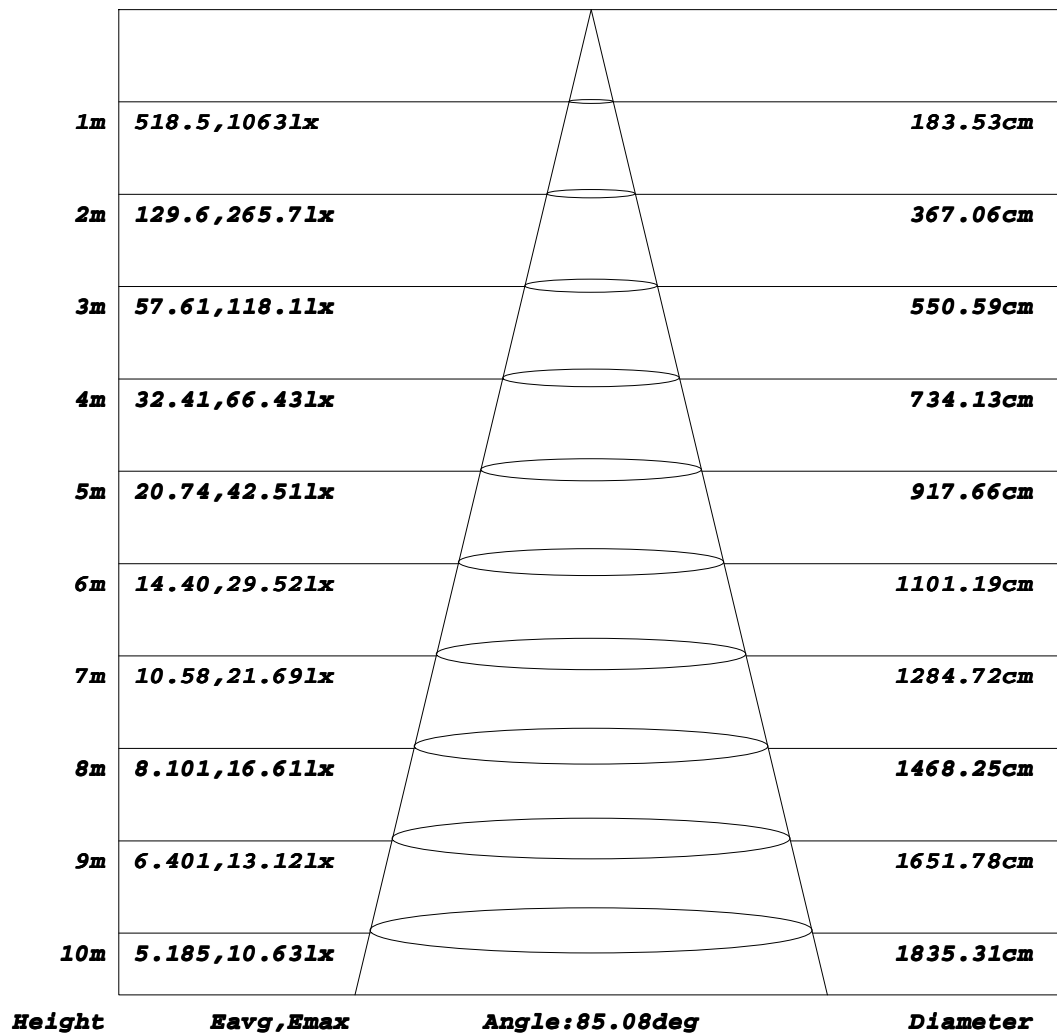 1m 518.5,1063lx 183.53cm
2m 129.6,265.7lx 367.06cm
3m 57.61,118.1lx 550.59cm
4m 32.41,66.43lx 734.13cm
5m 20.74,42.51lx 917.66cm
6m 14.40,29.52lx 1101.19cm
7m 10.58,21.69lx 1284.72cm
8m 8.101,16.61lx 1468.25cm
9m 6.401,13.12lx 1651.78cm
10m 5.185,10.63lx 1835.31cm
Height Eavg,Emax Angle:85.08deg Diameter